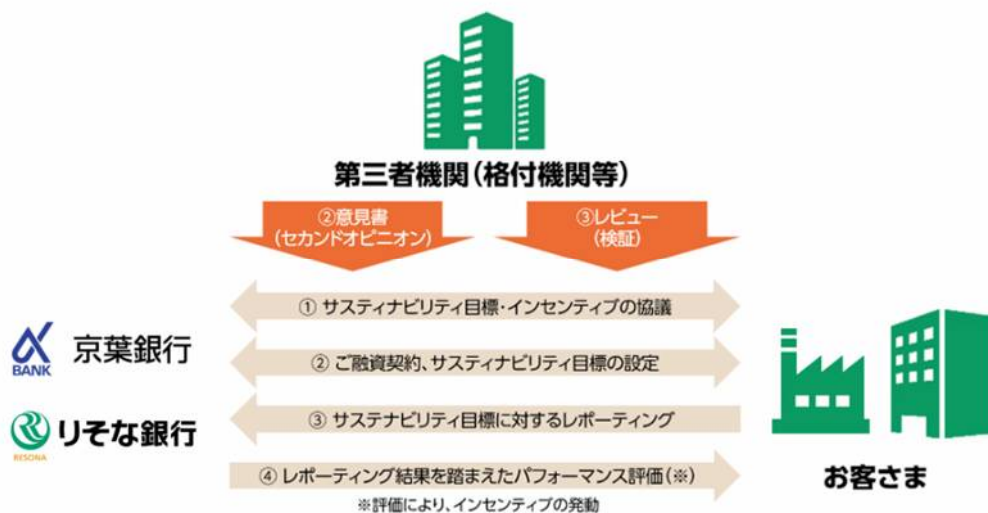 第三者機関(格付機関等)
②意見書
(セカンドオピニオン)
③レビュー
(検証)
① サスティナビリティ目標・インセンティブの協議
② ご融資契約、サスティナビリティ目標の設定
③ サステナビリティ目標に対するレポーティング
④ レポーティング結果を踏まえたパフォーマンス評価(※)
※評価により、インセンティブの発動
BANK
京葉銀行
RESONA
りそな銀行
お客さま